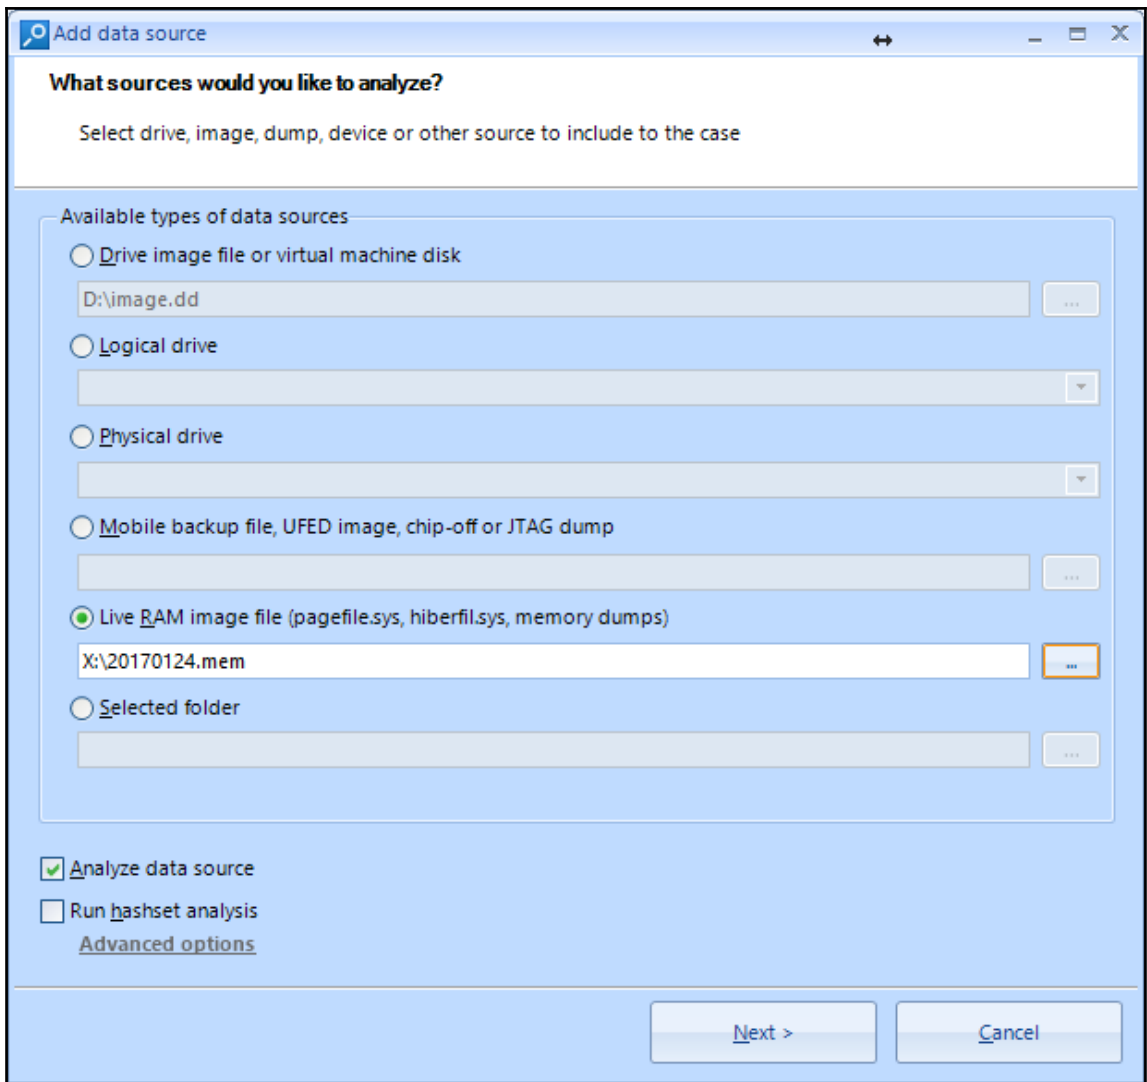 Add data source
What sources would you like to analyze?
Select drive, image, dump, device or other source to include to the case
Available types of data sources
Drive image file or virtual machine disk
D:\image.dd
...
Logical drive
Physical drive
Mobile backup file, UFED image, chip-off or JTAG dump
...
Live RAM image file (pagefile.sys, hiberfil.sys, memory dumps)
X:\20170124.mem
...
Selected folder
...
Analyze data source
Run hashset analysis
Advanced options
Next > Cancel